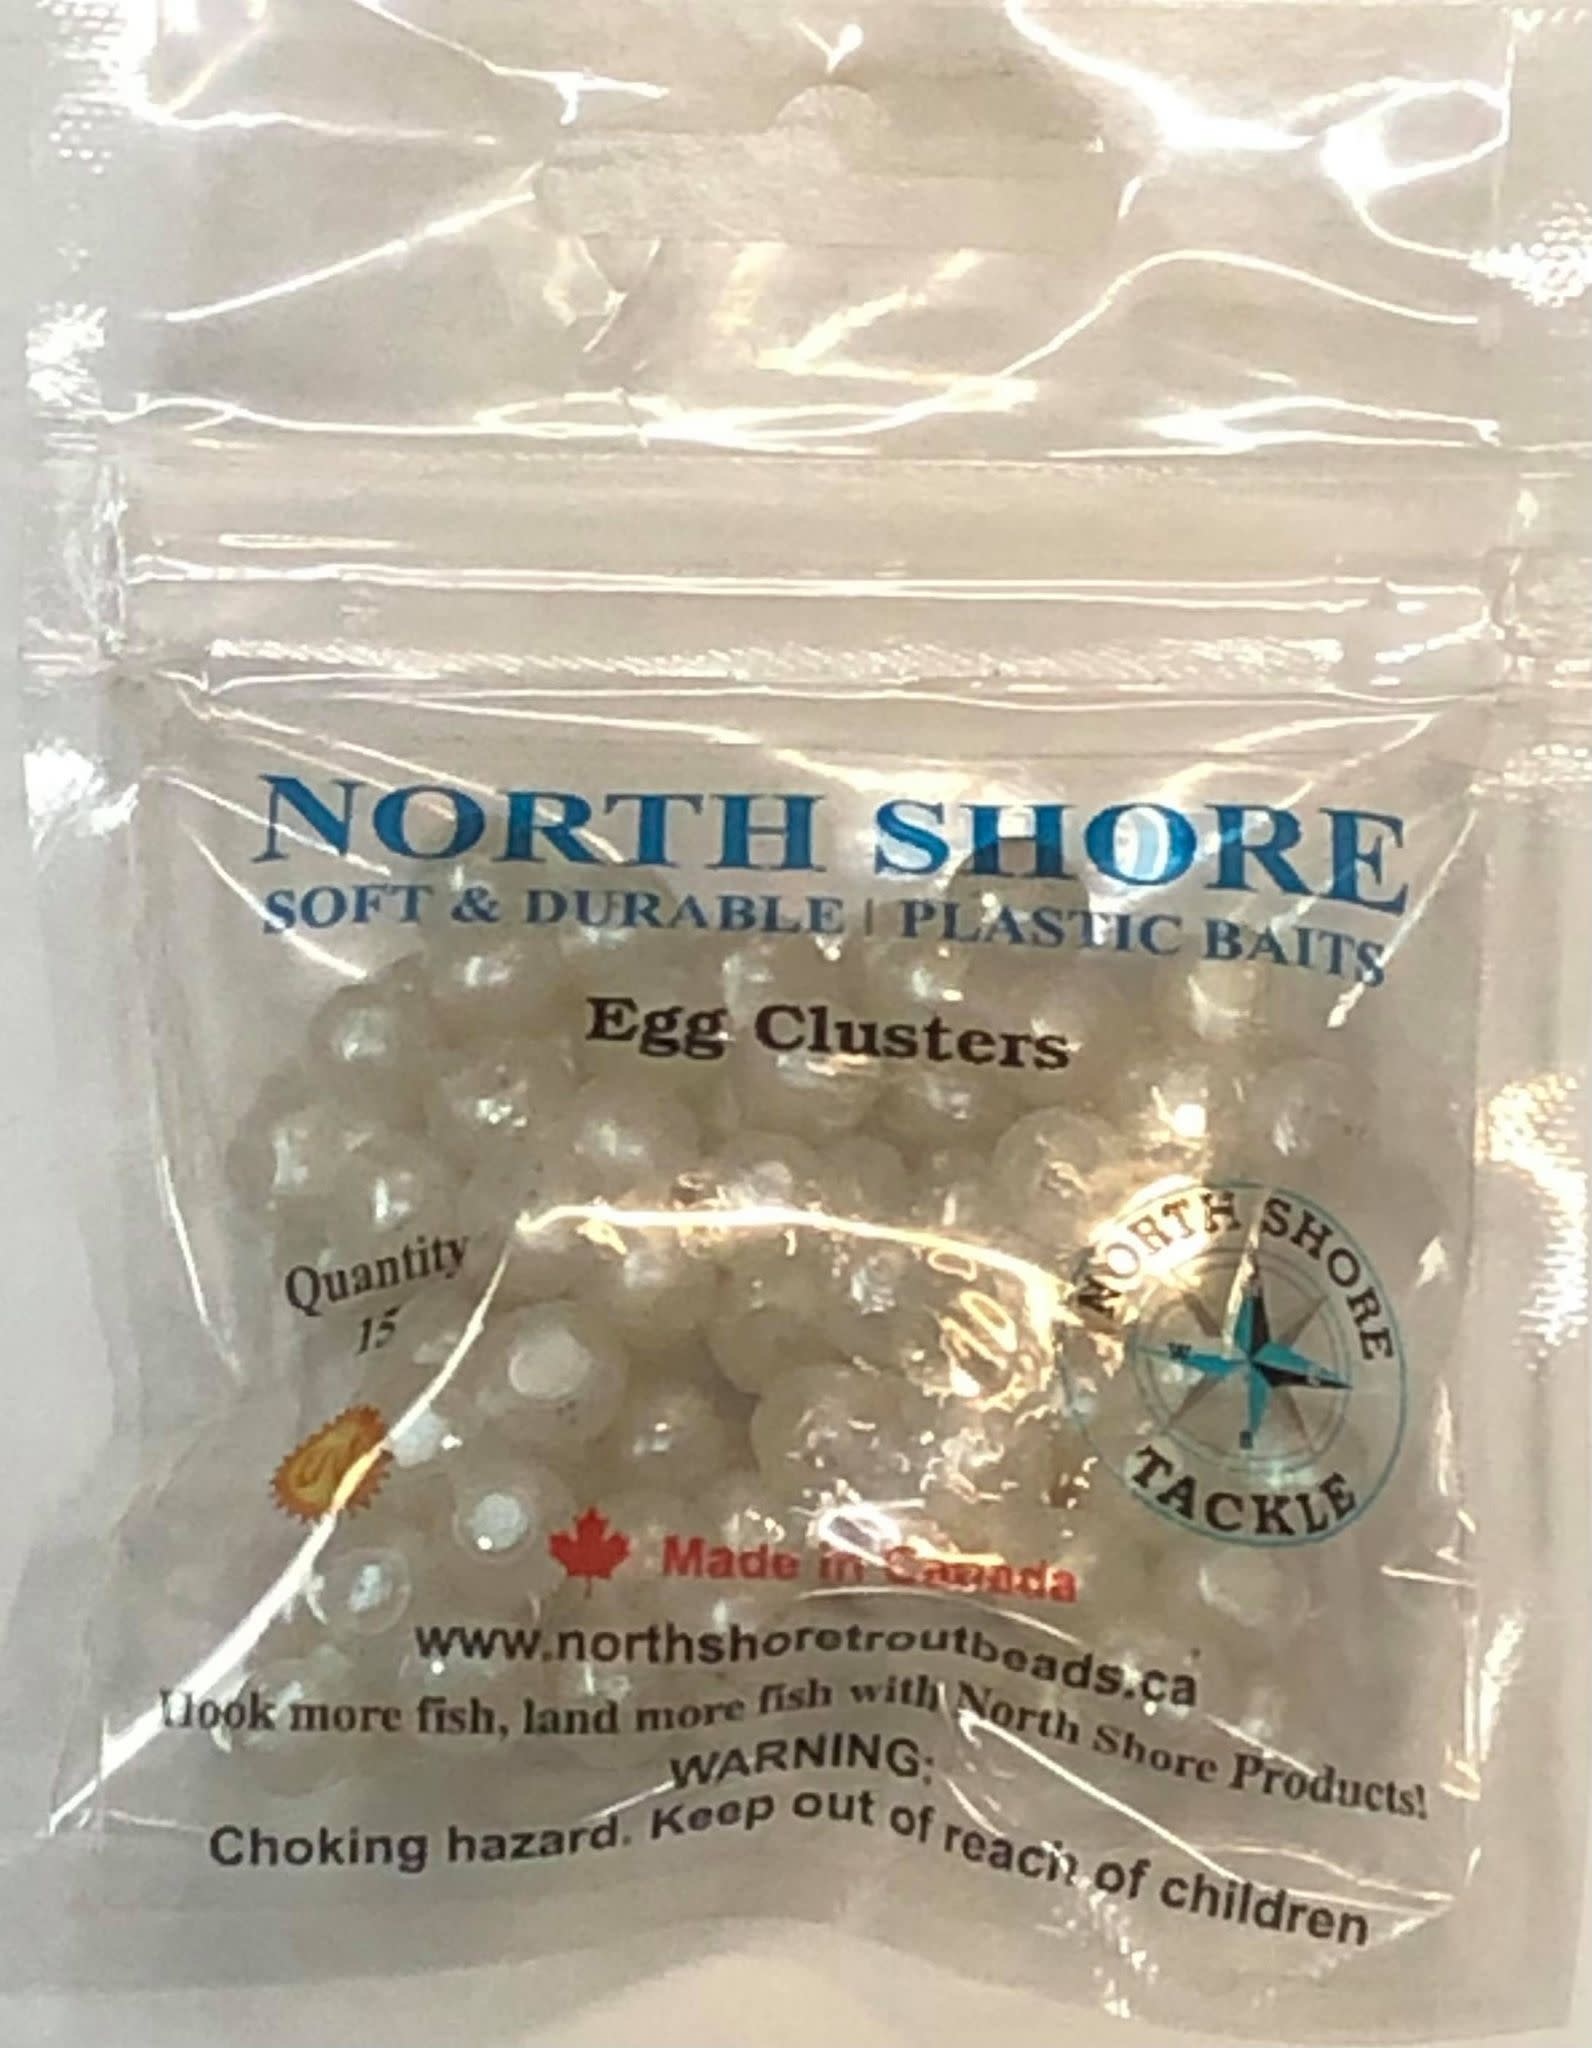 NORTH SHORE
SOFT & DURABLE | PLASTIC BAITS
Egg Clusters
Quantity
15
NORTH SHORE
W
S
TACKLE
Made in Canada
www.northshoretroutbeads.ca
Hook more fish, land more fish with North Shore Products!
WARNING:
Choking hazard. Keep out of reach of children